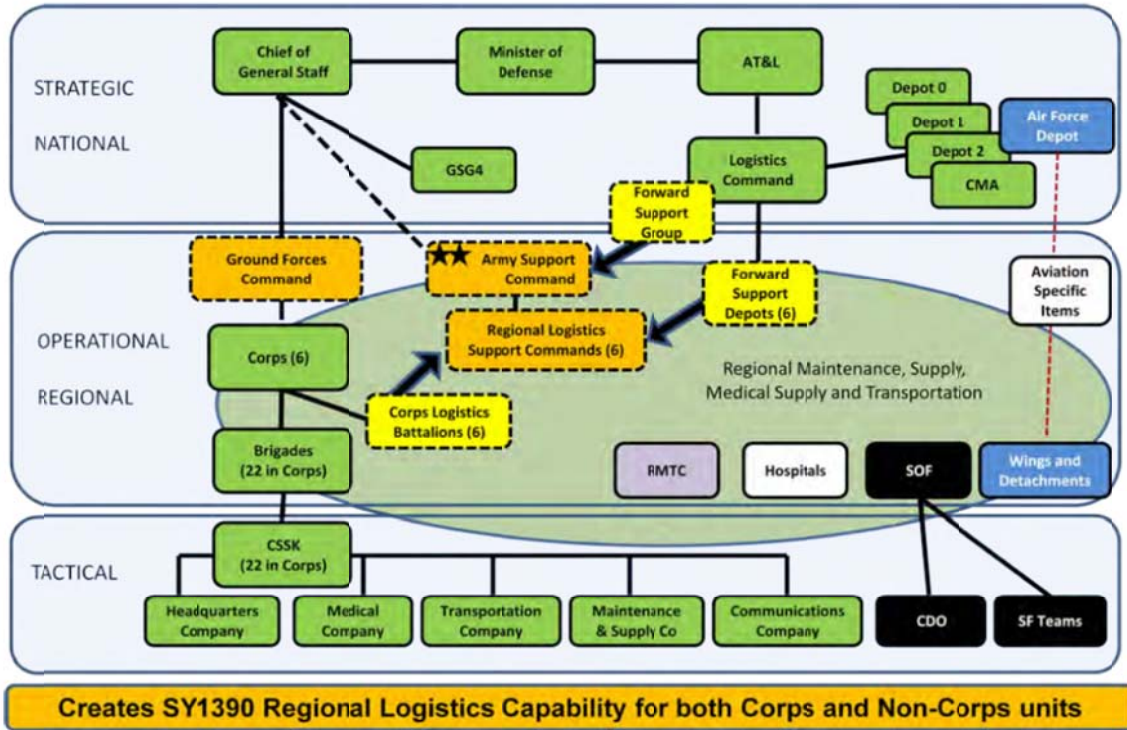 Chief of
General Staff
Minister of
Defense
AT&L
STRATEGIC
NATIONAL
Depot 0
Depot 1
Depot 2
CMA
Air Force
Depot
GSG4
Logistics
Command
Forward
Support
Group
Ground Forces
Command
Army Support
Command
Forward
Support
Depots (6)
Aviation
Specific
Items
OPERATIONAL
REGIONAL
Corps (6)
Regional Logistics
Support Commands (6)
Regional Maintenance, Supply,
Medical Supply and Transportation
Corps Logistics
Battalions (6)
Brigades
(22 in Corps)
RMTC
Hospitals
SOF
Wings and
Detachments
TACTICAL
CSSK
(22 in Corps)
Headquarters
Company
Medical
Company
Transportation
Company
Maintenance
& Supply Co
Communications
Company
CDO
SF Teams
Creates SY1390 Regional Logistics Capability for both Corps and Non-Corps units